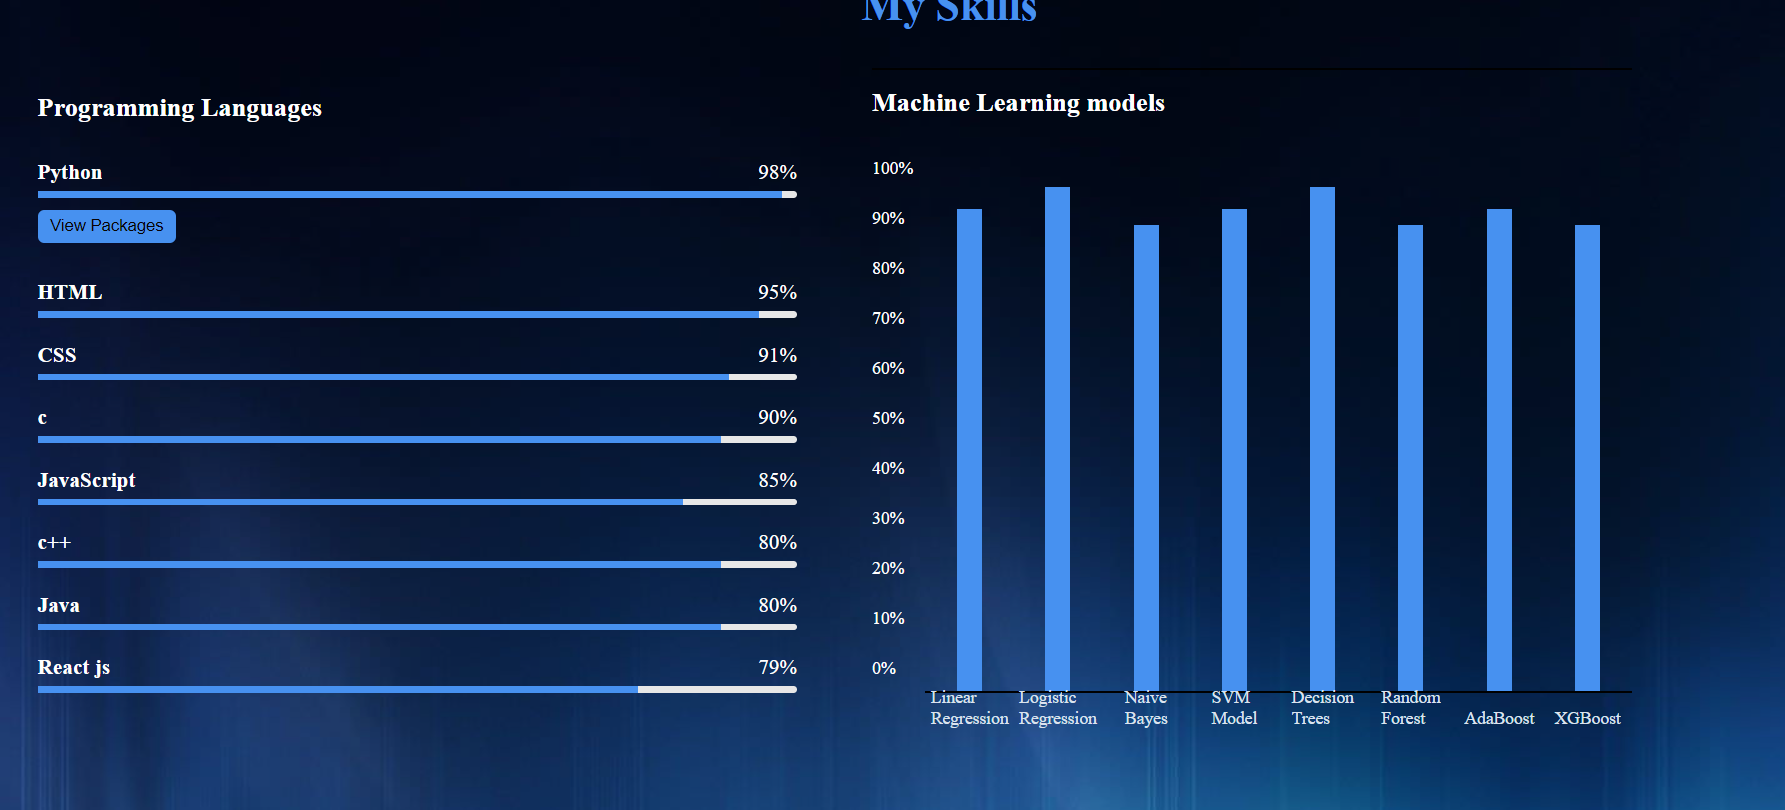 My Skills
Programming Languages
Python 98%
View Packages
HTML 95%
CSS 91%
c 90%
JavaScript 85%
c++ 80%
Java 80%
React js 79%
Machine Learning models
100%
90%
80%
70%
60%
50%
40%
30%
20%
10%
0%
Linear
Regression
Logistic
Regression
Naive
Bayes
SVM
Model
Decision
Trees
Random
Forest
AdaBoost
XGBoost